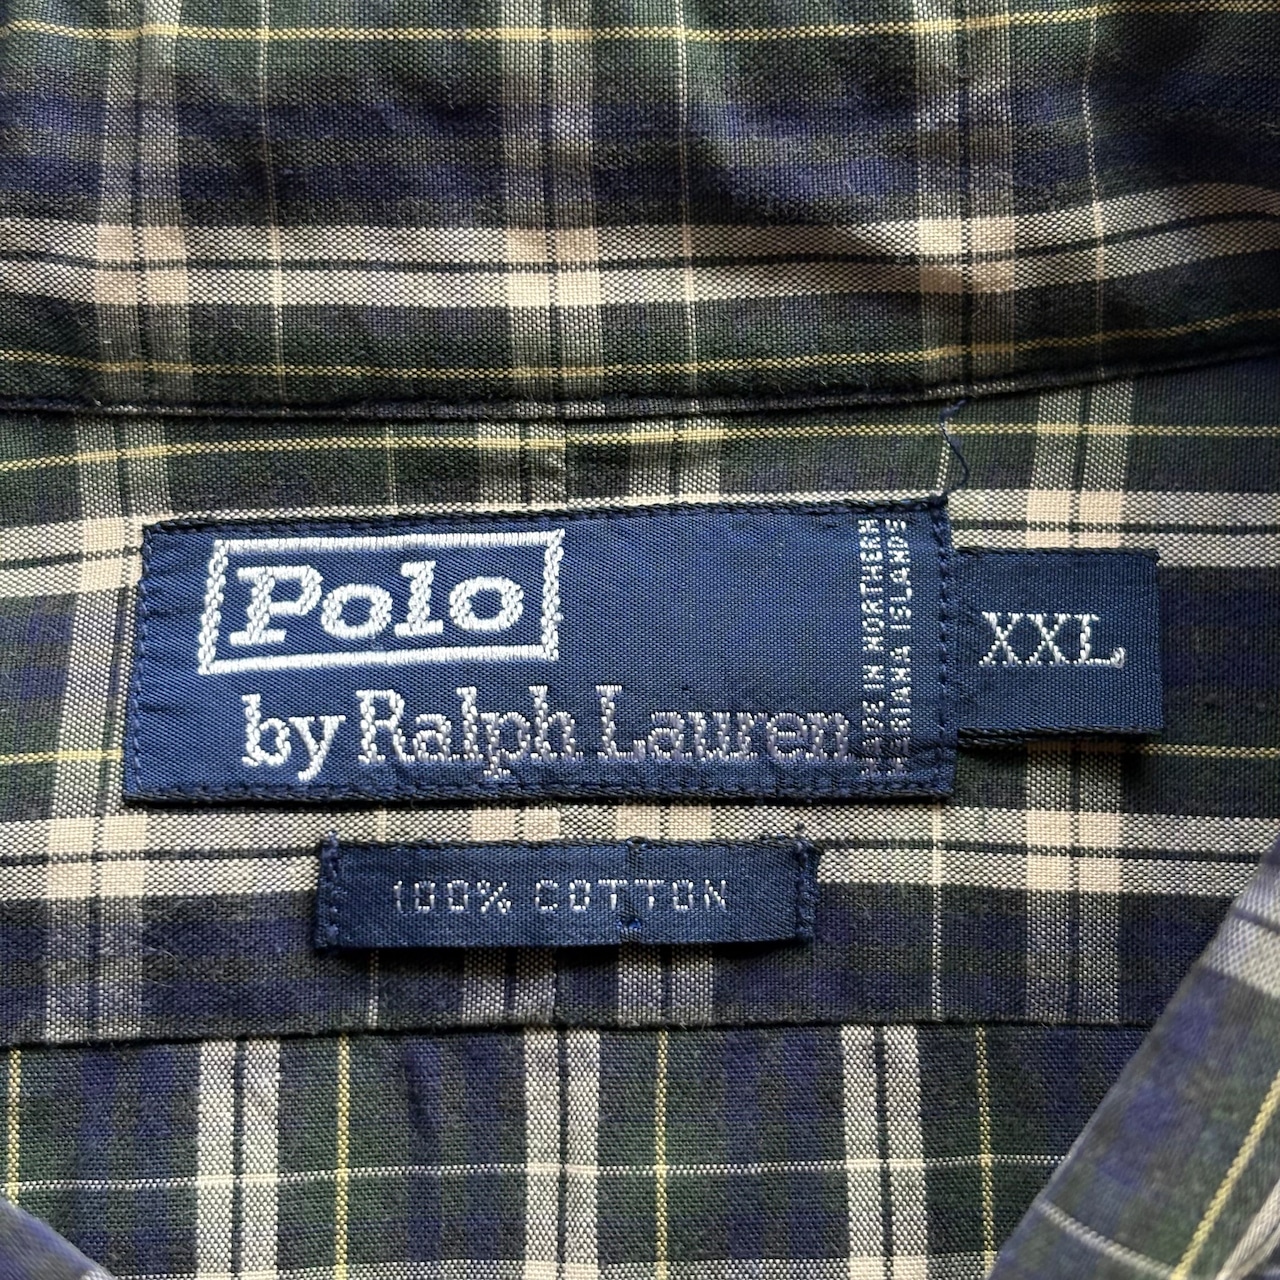 Polo
by Ralph Lauren
MADE IN NORTHERN
MARIANA ISLANDS
XXL
100% COTTON